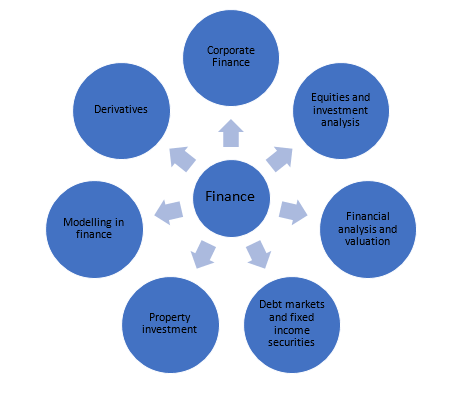 Corporate
Finance
Equities and
investment
analysis
Financial
analysis and
valuation
Debt markets
and fixed
income
securities
Property
investment
Modelling in
finance
Derivatives
Finance